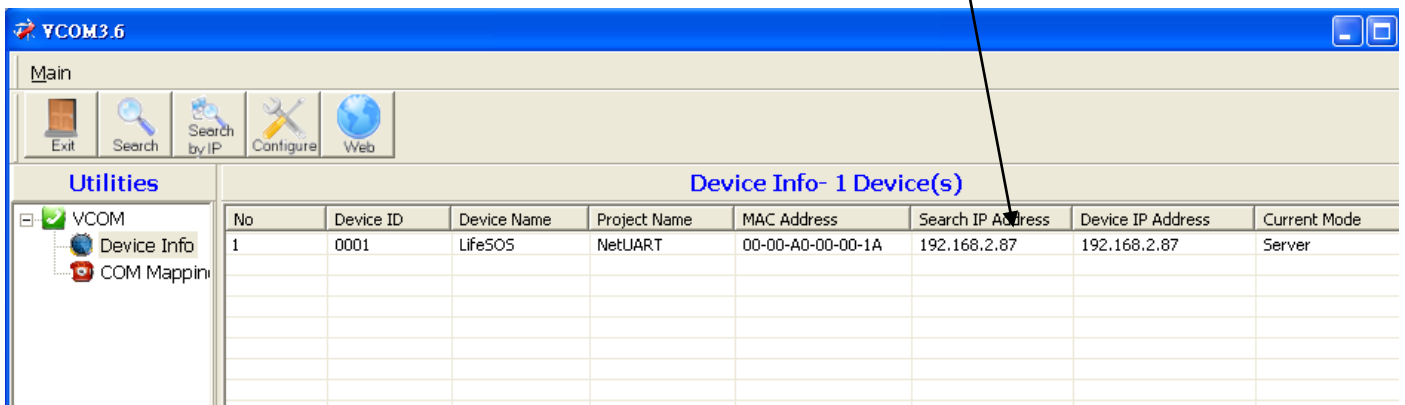 VCOM3.6
Main
Exit Search Search by IP Configure Web
Utilities Device Info- 1 Device(s)
VCOM
Device Info
COM Mappin
No Device ID Device Name Project Name MAC Address Search IP Address Device IP Address Current Mode
1 0001 LifeSOS NetUART 00-00-A0-00-00-1A 192.168.2.87 192.168.2.87 Server